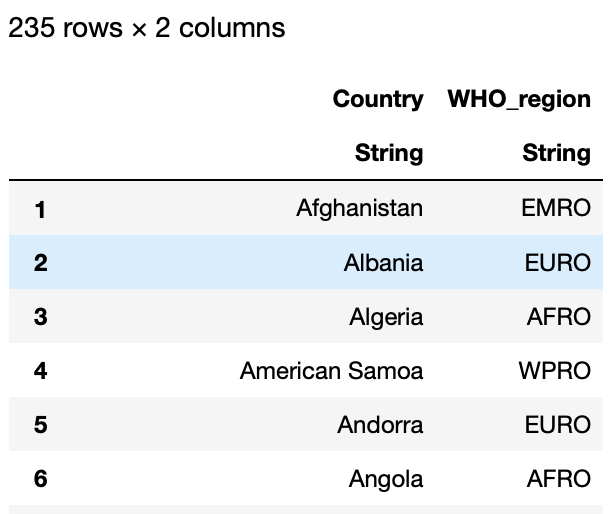 235 rows × 2 columns
Country WHO_region
String String
1 Afghanistan EMRO
2 Albania EURO
3 Algeria AFRO
4 American Samoa WPRO
5 Andorra EURO
6 Angola AFRO